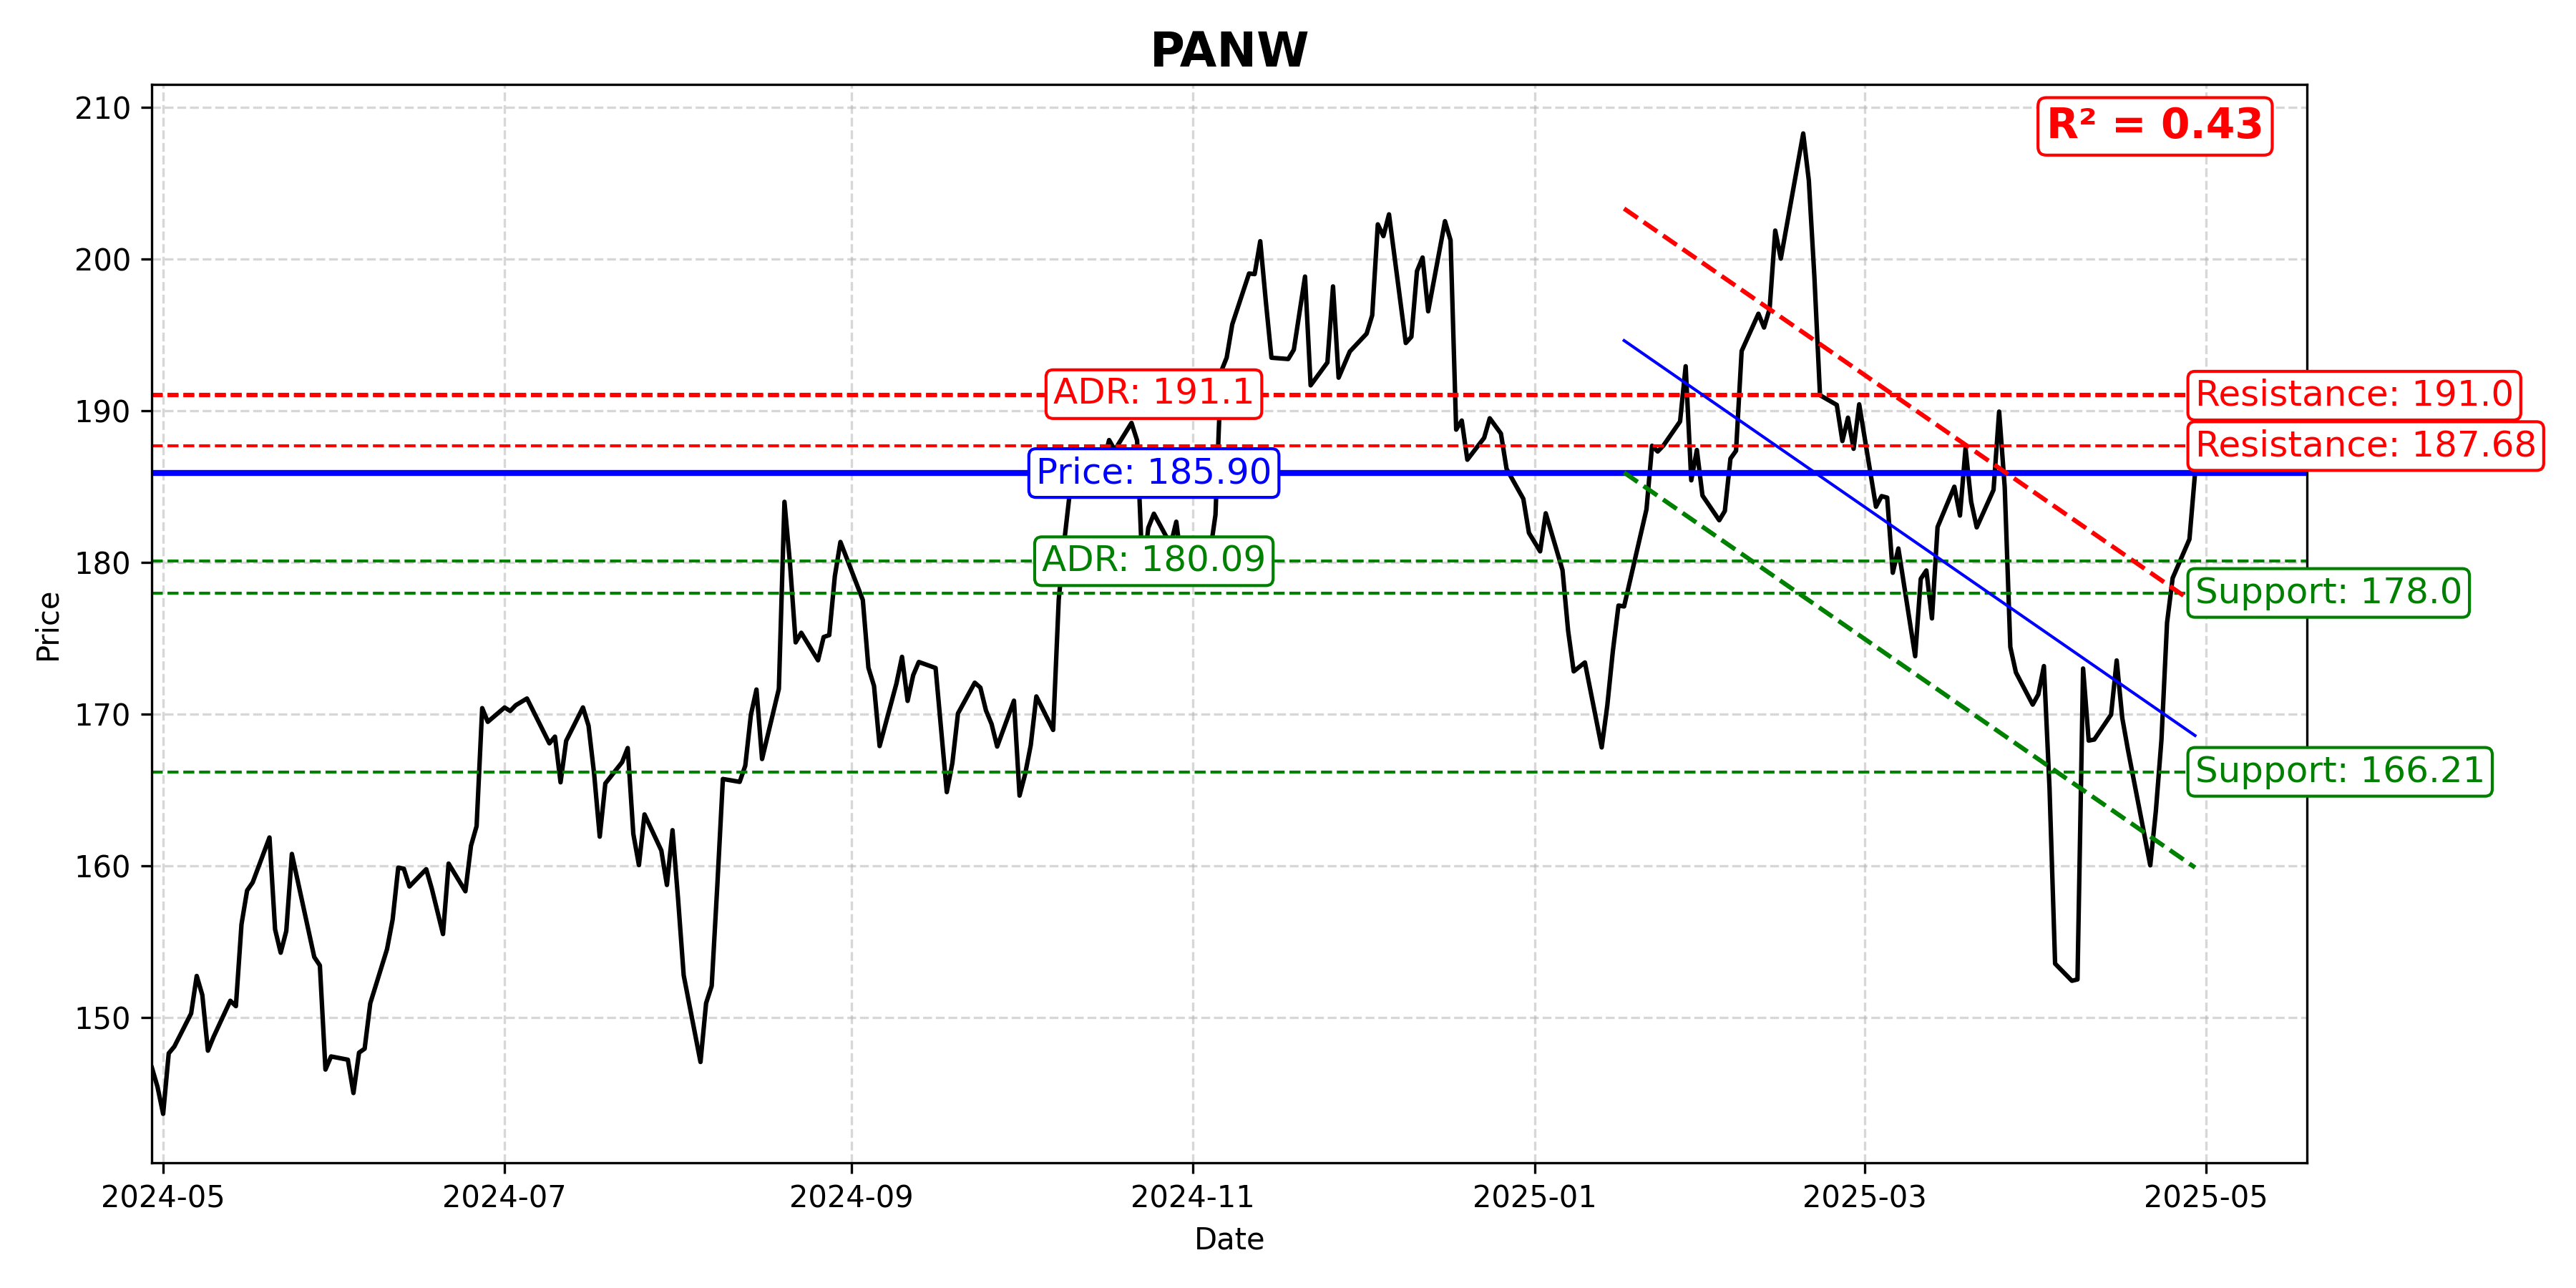 PANW
R² = 0.43
210
200
190
180
170
160
150
Price
ADR: 191.1
Price: 185.90
ADR: 180.09
Resistance: 191.0
Resistance: 187.68
Support: 178.0
Support: 166.21
2024-05
2024-07
2024-09
2024-11
2025-01
2025-03
2025-05
Date